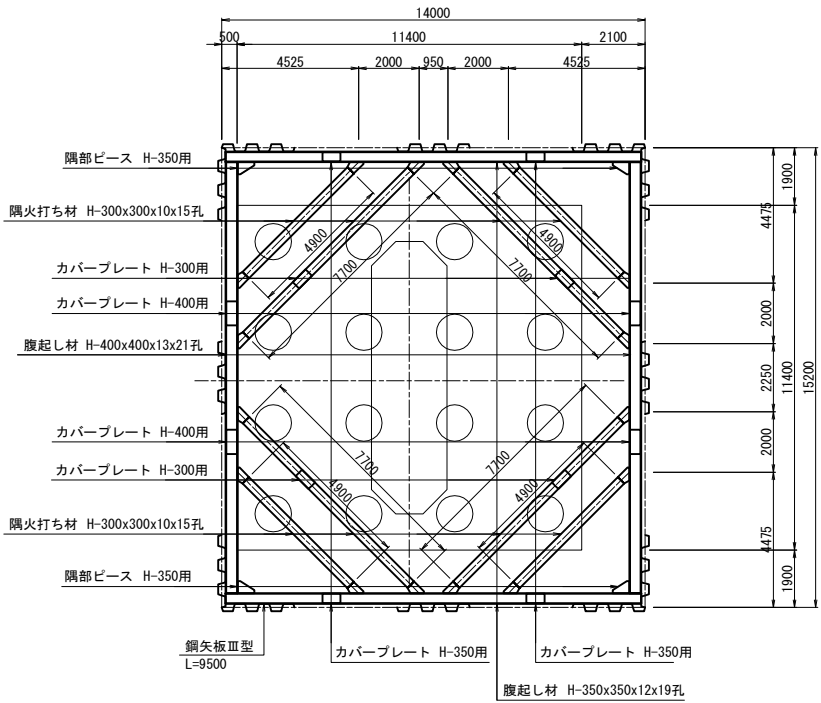 14000
500
11400
2100
4525
2000
950
2000
4525
隅部ピース H-350用
隅火打ち材 H-300x300x10x15孔
カバープレート H-300用
カバープレート H-400用
腹起し材 H-400x400x13x21孔
カバープレート H-400用
カバープレート H-300用
隅火打ち材 H-300x300x10x15孔
隅部ピース H-350用
鋼矢板Ⅲ型
L=9500
4900
7700
4900
7700
7700
4900
7700
4900
1900
4475
2000
2250
11400
15200
2000
4475
1900
カバープレート H-350用
カバープレート H-350用
腹起し材 H-350x350x12x19孔